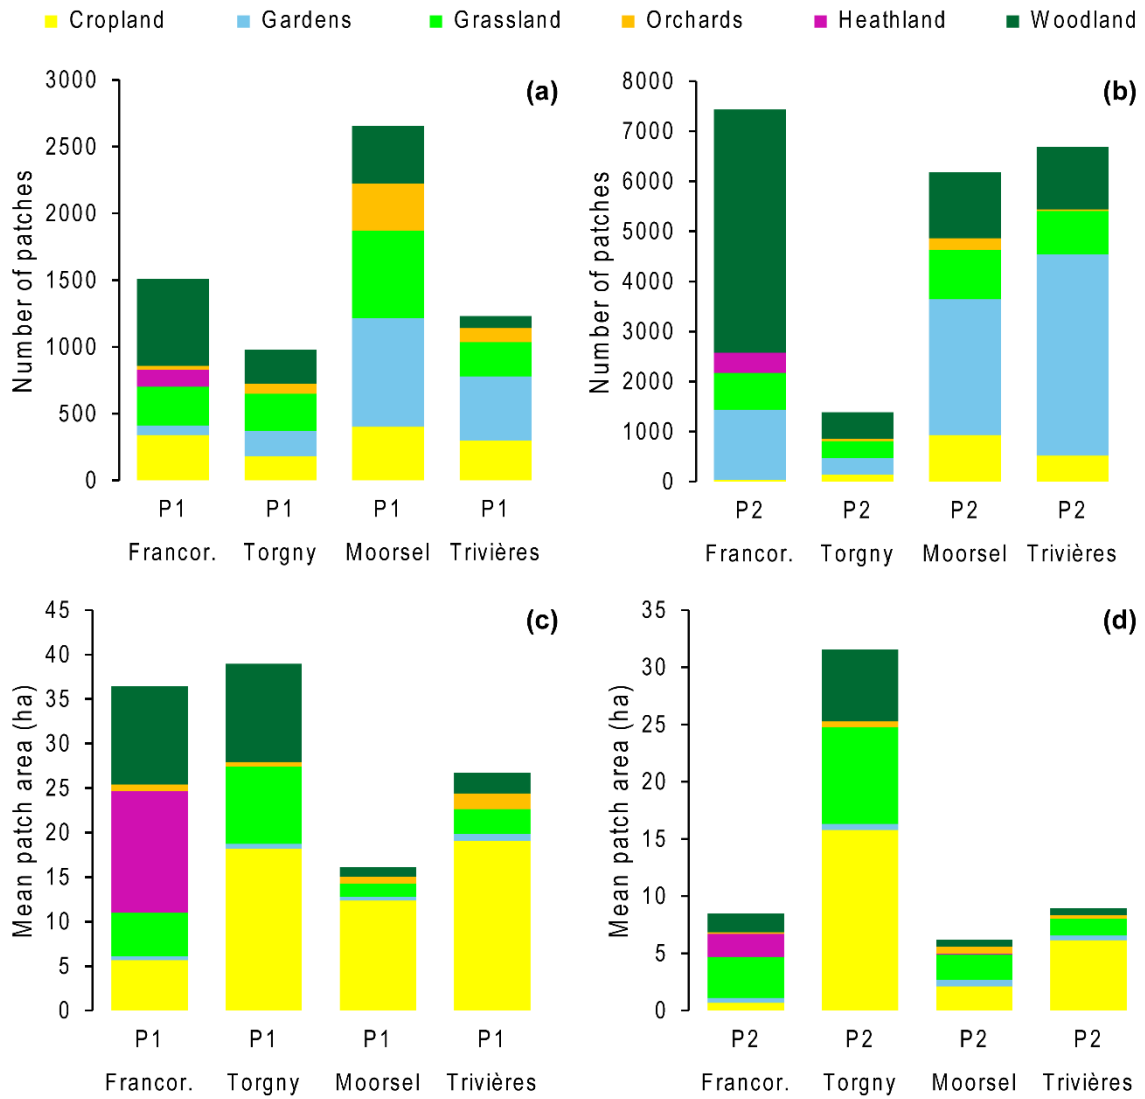 Cropland Gardens Grassland Orchards Heathland Woodland
(a)
Number of patches
3000
2500
2000
1500
1000
500
0
P1 P1 P1 P1
Francor. Torgny Moorsel Trivières
(b)
Number of patches
8000
7000
6000
5000
4000
3000
2000
1000
0
P2 P2 P2 P2
Francor. Torgny Moorsel Trivières
(c)
Mean patch area (ha)
45
40
35
30
25
20
15
10
5
0
P1 P1 P1 P1
Francor. Torgny Moorsel Trivières
(d)
Mean patch area (ha)
35
30
25
20
15
10
5
0
P2 P2 P2 P2
Francor. Torgny Moorsel Trivières